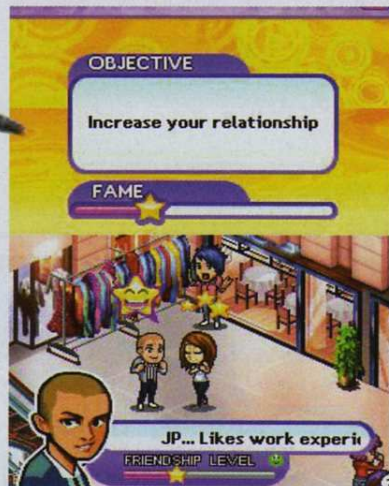 OBJECTIVE
Increase your relationship
FAME
JP... Likes work experi
FRIENDSHIP LEVEL